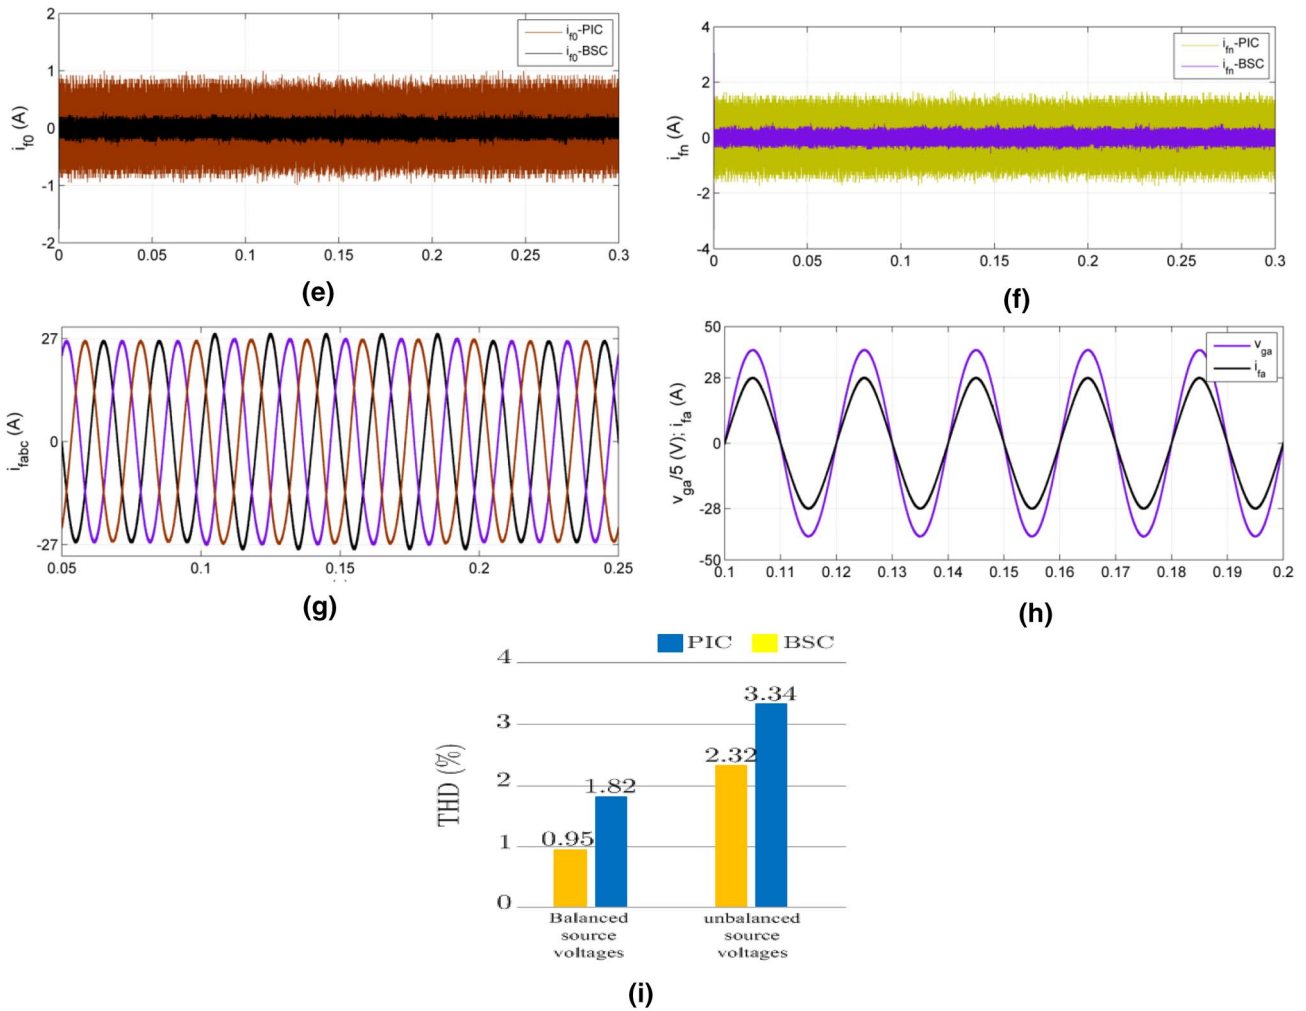 2
1
0
-1
-2
i_f0 (A)
i_f0-PIC
i_f0-BSC
0
0.05
0.1
0.15
0.2
0.25
0.3
(e)
4
2
0
-2
-4
i_fn (A)
i_fn-PIC
i_fn-BSC
0
0.05
0.1
0.15
0.2
0.25
0.3
(f)
27
0
-27
i_fabc (A)
0.05
0.1
0.15
0.2
0.25
(g)
50
28
0
-28
-50
v_ga/5 (V); i_fa (A)
v_ga
i_fa
0.1
0.11
0.12
0.13
0.14
0.15
0.16
0.17
0.18
0.19
0.2
(h)
PIC
BSC
4
3
2
1
0
THD (%)
0.95
1.82
2.32
3.34
Balanced
source
voltages
unbalanced
source
voltages
(i)